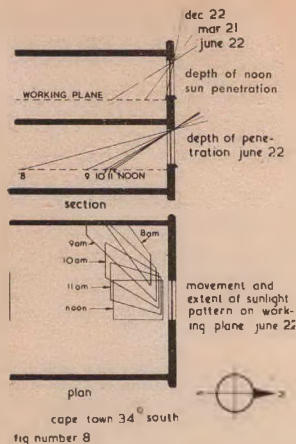 dec 22
mar 21
june 22
WORKING PLANE
depth of noon
sun penetration
depth of pene-
tration june 22
8 9 10 11 NOON
section
8am
9am
10am
11am
noon
movement and
extent of sunlight
pattern on work-
ing plane june 22
plan
cape town 34° south
fig number 8